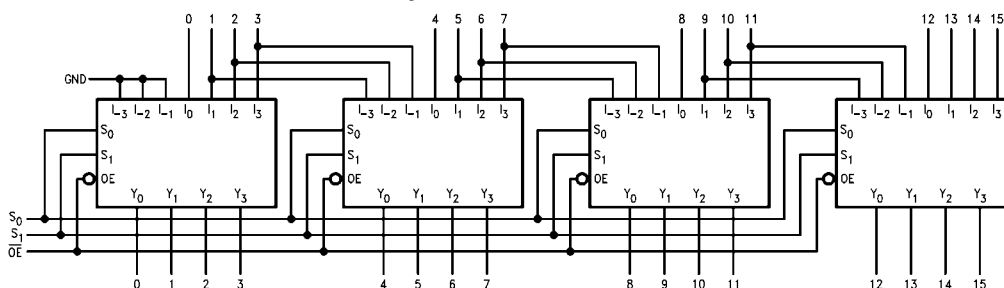 0 1 2 3 4 5 6 7 8 9 10 11 12 13 14 15
GND
I₋₃ I₋₂ I₋₁ I₀ I₁ I₂ I₃ I₋₃ I₋₂ I₋₁ I₀ I₁ I₂ I₃ I₋₃ I₋₂ I₋₁ I₀ I₁ I₂ I₃ I₋₃ I₋₂ I₋₁ I₀ I₁ I₂ I₃
S₀ S₀ S₀ S₀
S₁ S₁ S₁ S₁
OE OE OE OE
Y₀ Y₁ Y₂ Y₃ Y₀ Y₁ Y₂ Y₃ Y₀ Y₁ Y₂ Y₃ Y₀ Y₁ Y₂ Y₃
S₀
S₁
O̅E̅
0 1 2 3 4 5 6 7 8 9 10 11 12 13 14 15